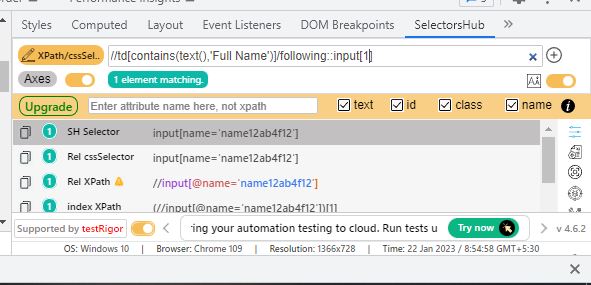 Performance insights
Styles Computed Layout Event Listeners DOM Breakpoints SelectorsHub »
XPath/cssSel.. //td[contains(text(),'Full Name')]/following::input[1] ×
Axes 1 element matching.
Upgrade Enter attribute name here, not xpath text id class name i
1 SH Selector input[name='name12ab4f12']
1 Rel cssSelector input[name='name12ab4f12']
1 Rel XPath //input[@name='name12ab4f12']
1 index XPath (//input[@name='name12ab4f12'])[1]
Supported by testRigor ring your automation testing to cloud. Run tests u Try now v 4.6.2
OS: Windows 10 | Browser: Chrome 109 | Resolution: 1366x728 | Time: 22 Jan 2023 / 8:54:58 GMT+5:30